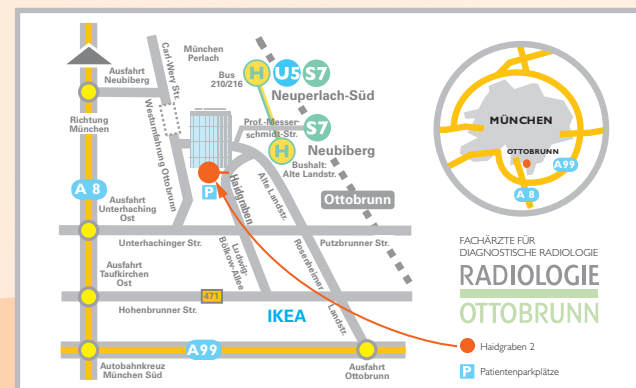 Ausfahrt
Neubiberg
Carl-Wery Str.
München
Perlach
Bus
210/216
H
U5
S7
Neuperlach-Süd
Richtung
München
Westumfahrung Ottobrunn
Prof.-Messer-
schmidt-Str.
S7
Neubiberg
H
Bushalt:
Alte Landstr.
A 8
P
Haidgraben
Alte Landstr.
Ottobrunn
Ausfahrt
Unterhaching
Ost
Unterhachinger Str.
Putzbrunner Str.
Ludwig-
Bölkow-Allee
Rosenheimer
Landstr.
Ausfahrt
Taufkirchen
Ost
471
Hohenbrunner Str.
IKEA
A99
Autobahnkreuz
München Süd
Ausfahrt
Ottobrunn
MÜNCHEN
OTTOBRUNN
A99
A 8
FACHÄRZTE FÜR
DIAGNOSTISCHE RADIOLOGIE
RADIOLOGIE
OTTOBRUNN
Haidgraben 2
P Patientenparkplätze